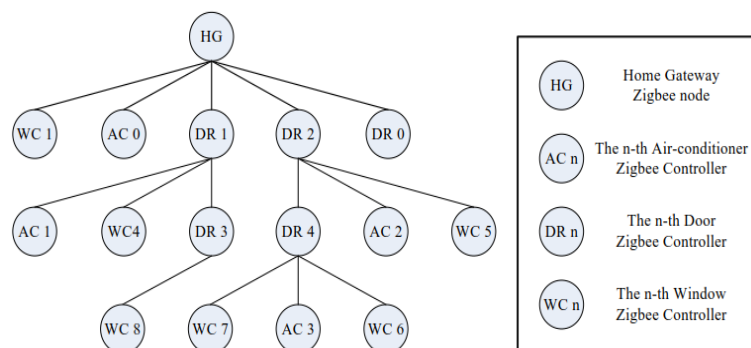 HG
WC 1
AC 0
DR 1
DR 2
DR 0
AC 1
WC4
DR 3
DR 4
AC 2
WC 5
WC 8
WC 7
AC 3
WC 6
HG
Home Gateway
Zigbee node
AC n
The n-th Air-conditioner
Zigbee Controller
DR n
The n-th Door
Zigbee Controller
WC n
The n-th Window
Zigbee Controller